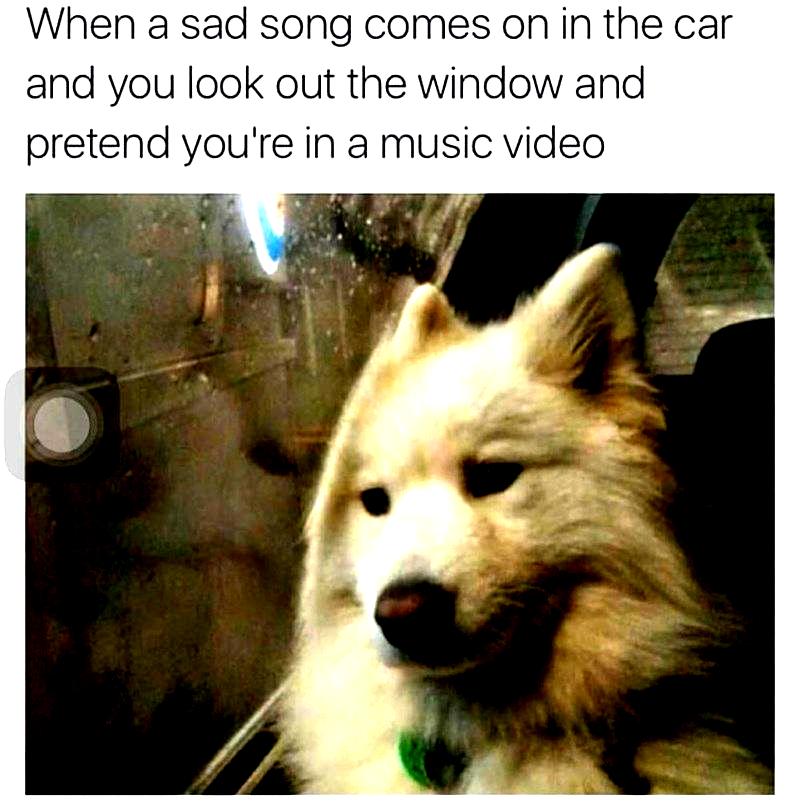 When a sad song comes on in the car
and you look out the window and
pretend you're in a music video